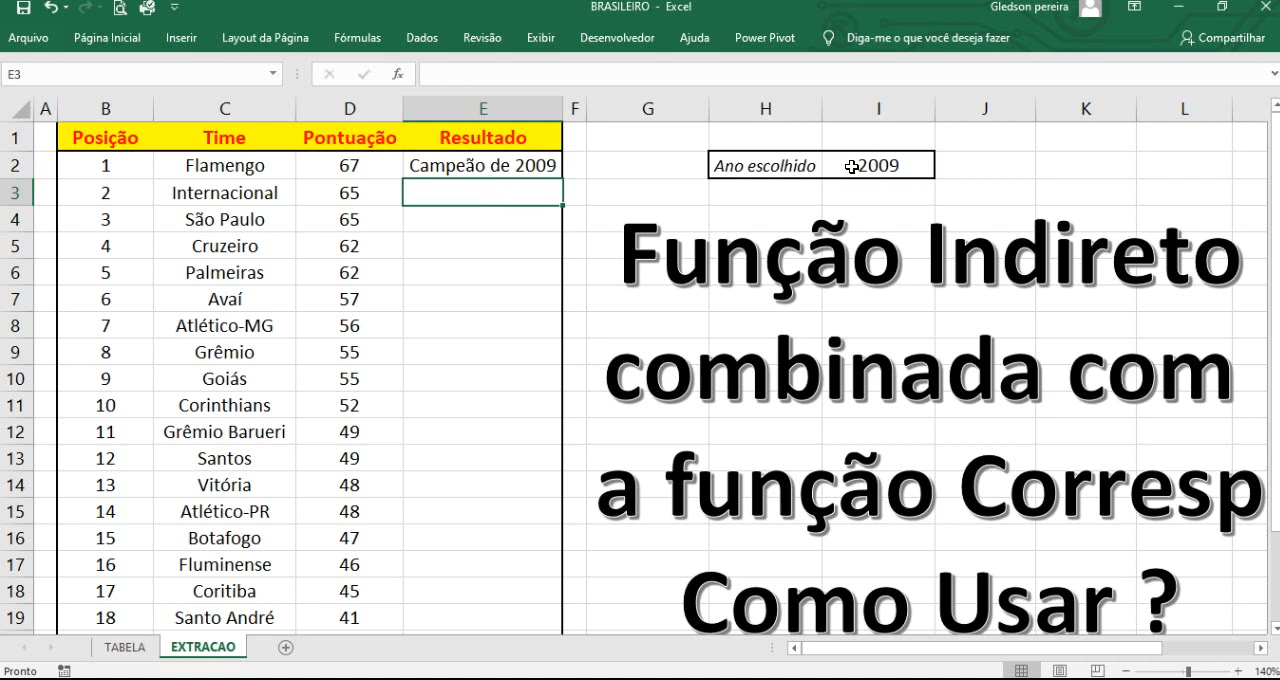 BRASILEIRO - Excel
Gledson pereira
Arquivo Página Inicial Inserir Layout da Página Fórmulas Dados Revisão Exibir Desenvolvedor Ajuda Power Pivot Diga-me o que você deseja fazer Compartilhar
E3 fx
A B C D E F G H I J K L
1 Posição Time Pontuação Resultado
2 1 Flamengo 67 Campeão de 2009 Ano escolhido 2009
3 2 Internacional 65
4 3 São Paulo 65
5 4 Cruzeiro 62
6 5 Palmeiras 62
7 6 Avaí 57
8 7 Atlético-MG 56
9 8 Grêmio 55
10 9 Goiás 55
11 10 Corinthians 52
12 11 Grêmio Barueri 49
13 12 Santos 49
14 13 Vitória 48
15 14 Atlético-PR 48
16 15 Botafogo 47
17 16 Fluminense 46
18 17 Coritiba 45
19 18 Santo André 41
Função Indireto
combinada com
a função Corresp
Como Usar ?
TABELA EXTRACAO
Pronto 140%